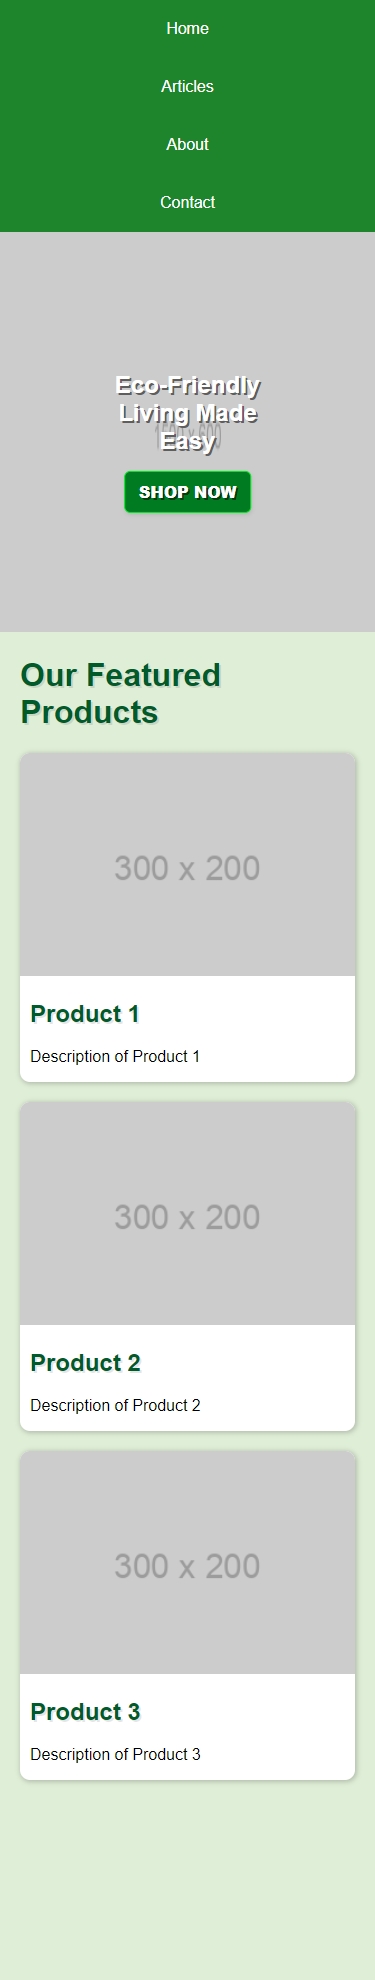 Home
Articles
About
Contact
Eco-Friendly
Living Made
Easy
SHOP NOW
Our Featured
Products
300 x 200
Product 1
Description of Product 1
300 x 200
Product 2
Description of Product 2
300 x 200
Product 3
Description of Product 3